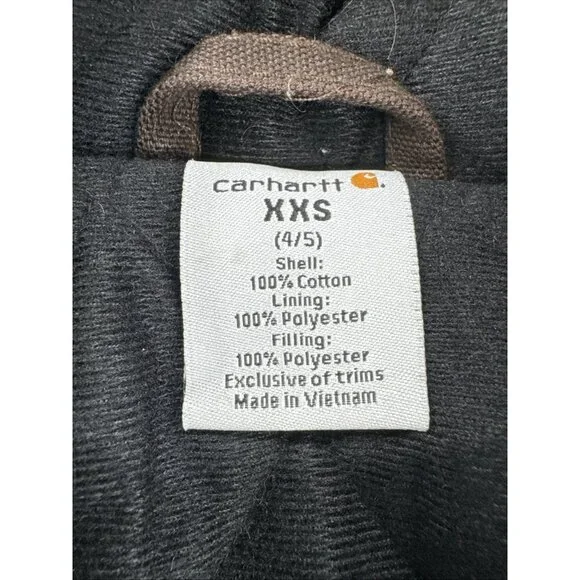 carhartt
XXS
(4/5)
Shell:
100% Cotton
Lining:
100% Polyester
Filling:
100% Polyester
Exclusive of trims
Made in Vietnam